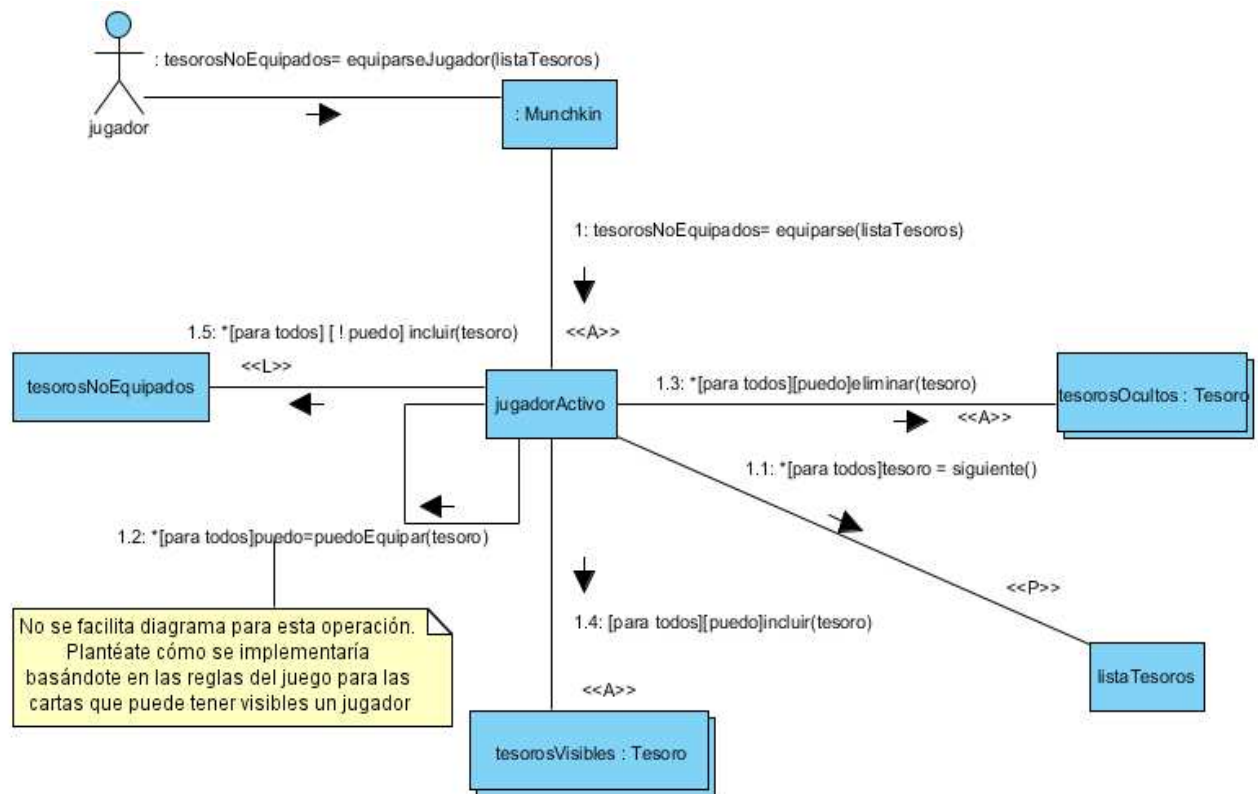 : tesorosNoEquipados= equiparseJugador(listaTesoros)
jugador
: Munchkin
1: tesorosNoEquipados= equiparse(listaTesoros)
<<A>>
1.5: *[para todos] [ ! puedo] incluir(tesoro)
<<L>>
tesorosNoEquipados
jugadorActivo
1.3: *[para todos][puedo]eliminar(tesoro)
<<A>>
tesorosOcultos : Tesoro
1.1: *[para todos]tesoro = siguiente()
<<P>>
listaTesoros
1.2: *[para todos]puedo=puedoEquipar(tesoro)
No se facilita diagrama para esta operación.
Plantéate cómo se implementaría
basándote en las reglas del juego para las
cartas que puede tener visibles un jugador
1.4: [para todos][puedo]incluir(tesoro)
<<A>>
tesorosVisibles : Tesoro